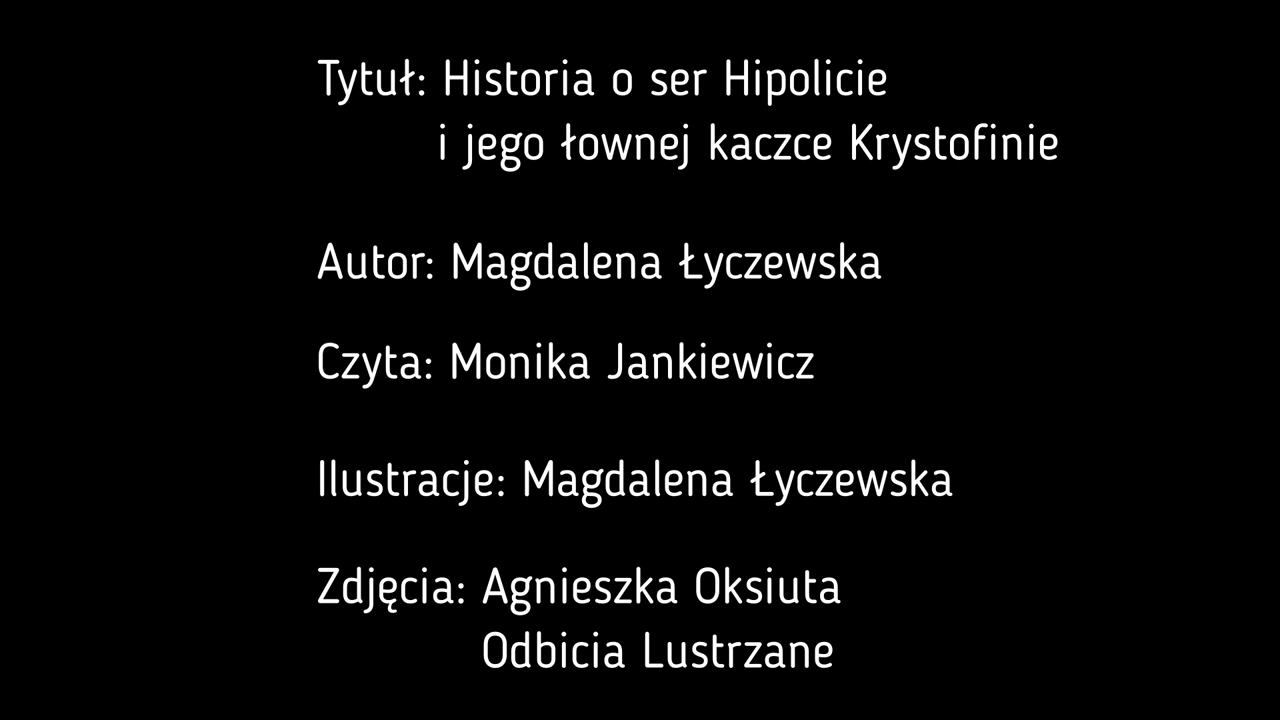 Tytuł: Historia o ser Hipolicie
i jego łownej kaczce Krystofinie
Autor: Magdalena Łyczewska
Czyta: Monika Jankiewicz
Ilustracje: Magdalena Łyczewska
Zdjęcia: Agnieszka Oksiuta
Odbicia Lustrzane